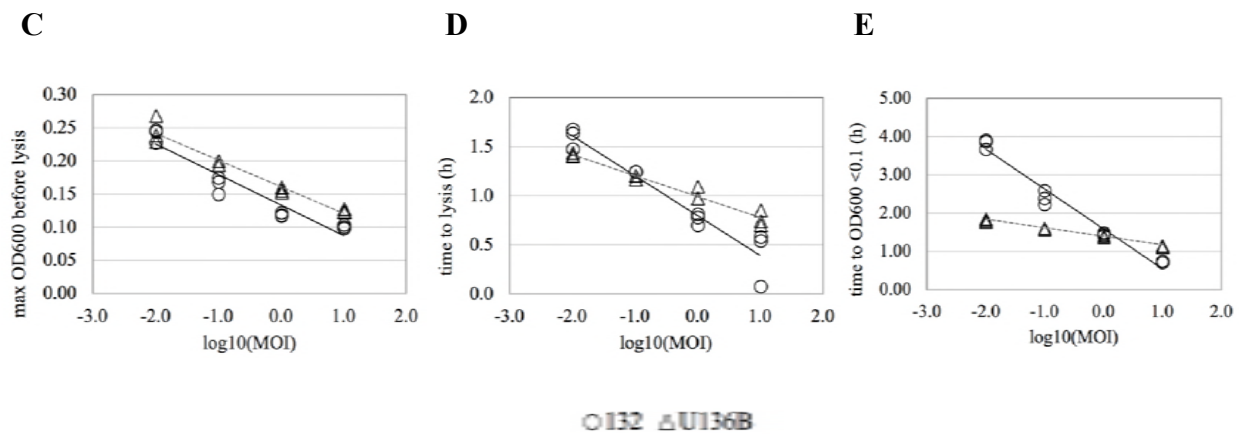 C
D
E
max OD600 before lysis
0.30
0.25
0.20
0.15
0.10
0.05
0.00
-3.0 -2.0 -1.0 0.0 1.0 2.0
log10(MOI)
time to lysis (h)
2.0
1.5
1.0
0.5
0.0
-3.0 -2.0 -1.0 0.0 1.0 2.0
log10(MOI)
time to OD600 <0.1 (h)
5.00
4.00
3.00
2.00
1.00
0.00
-3.0 -2.0 -1.0 0.0 1.0 2.0
log10(MOI)
132 U136B